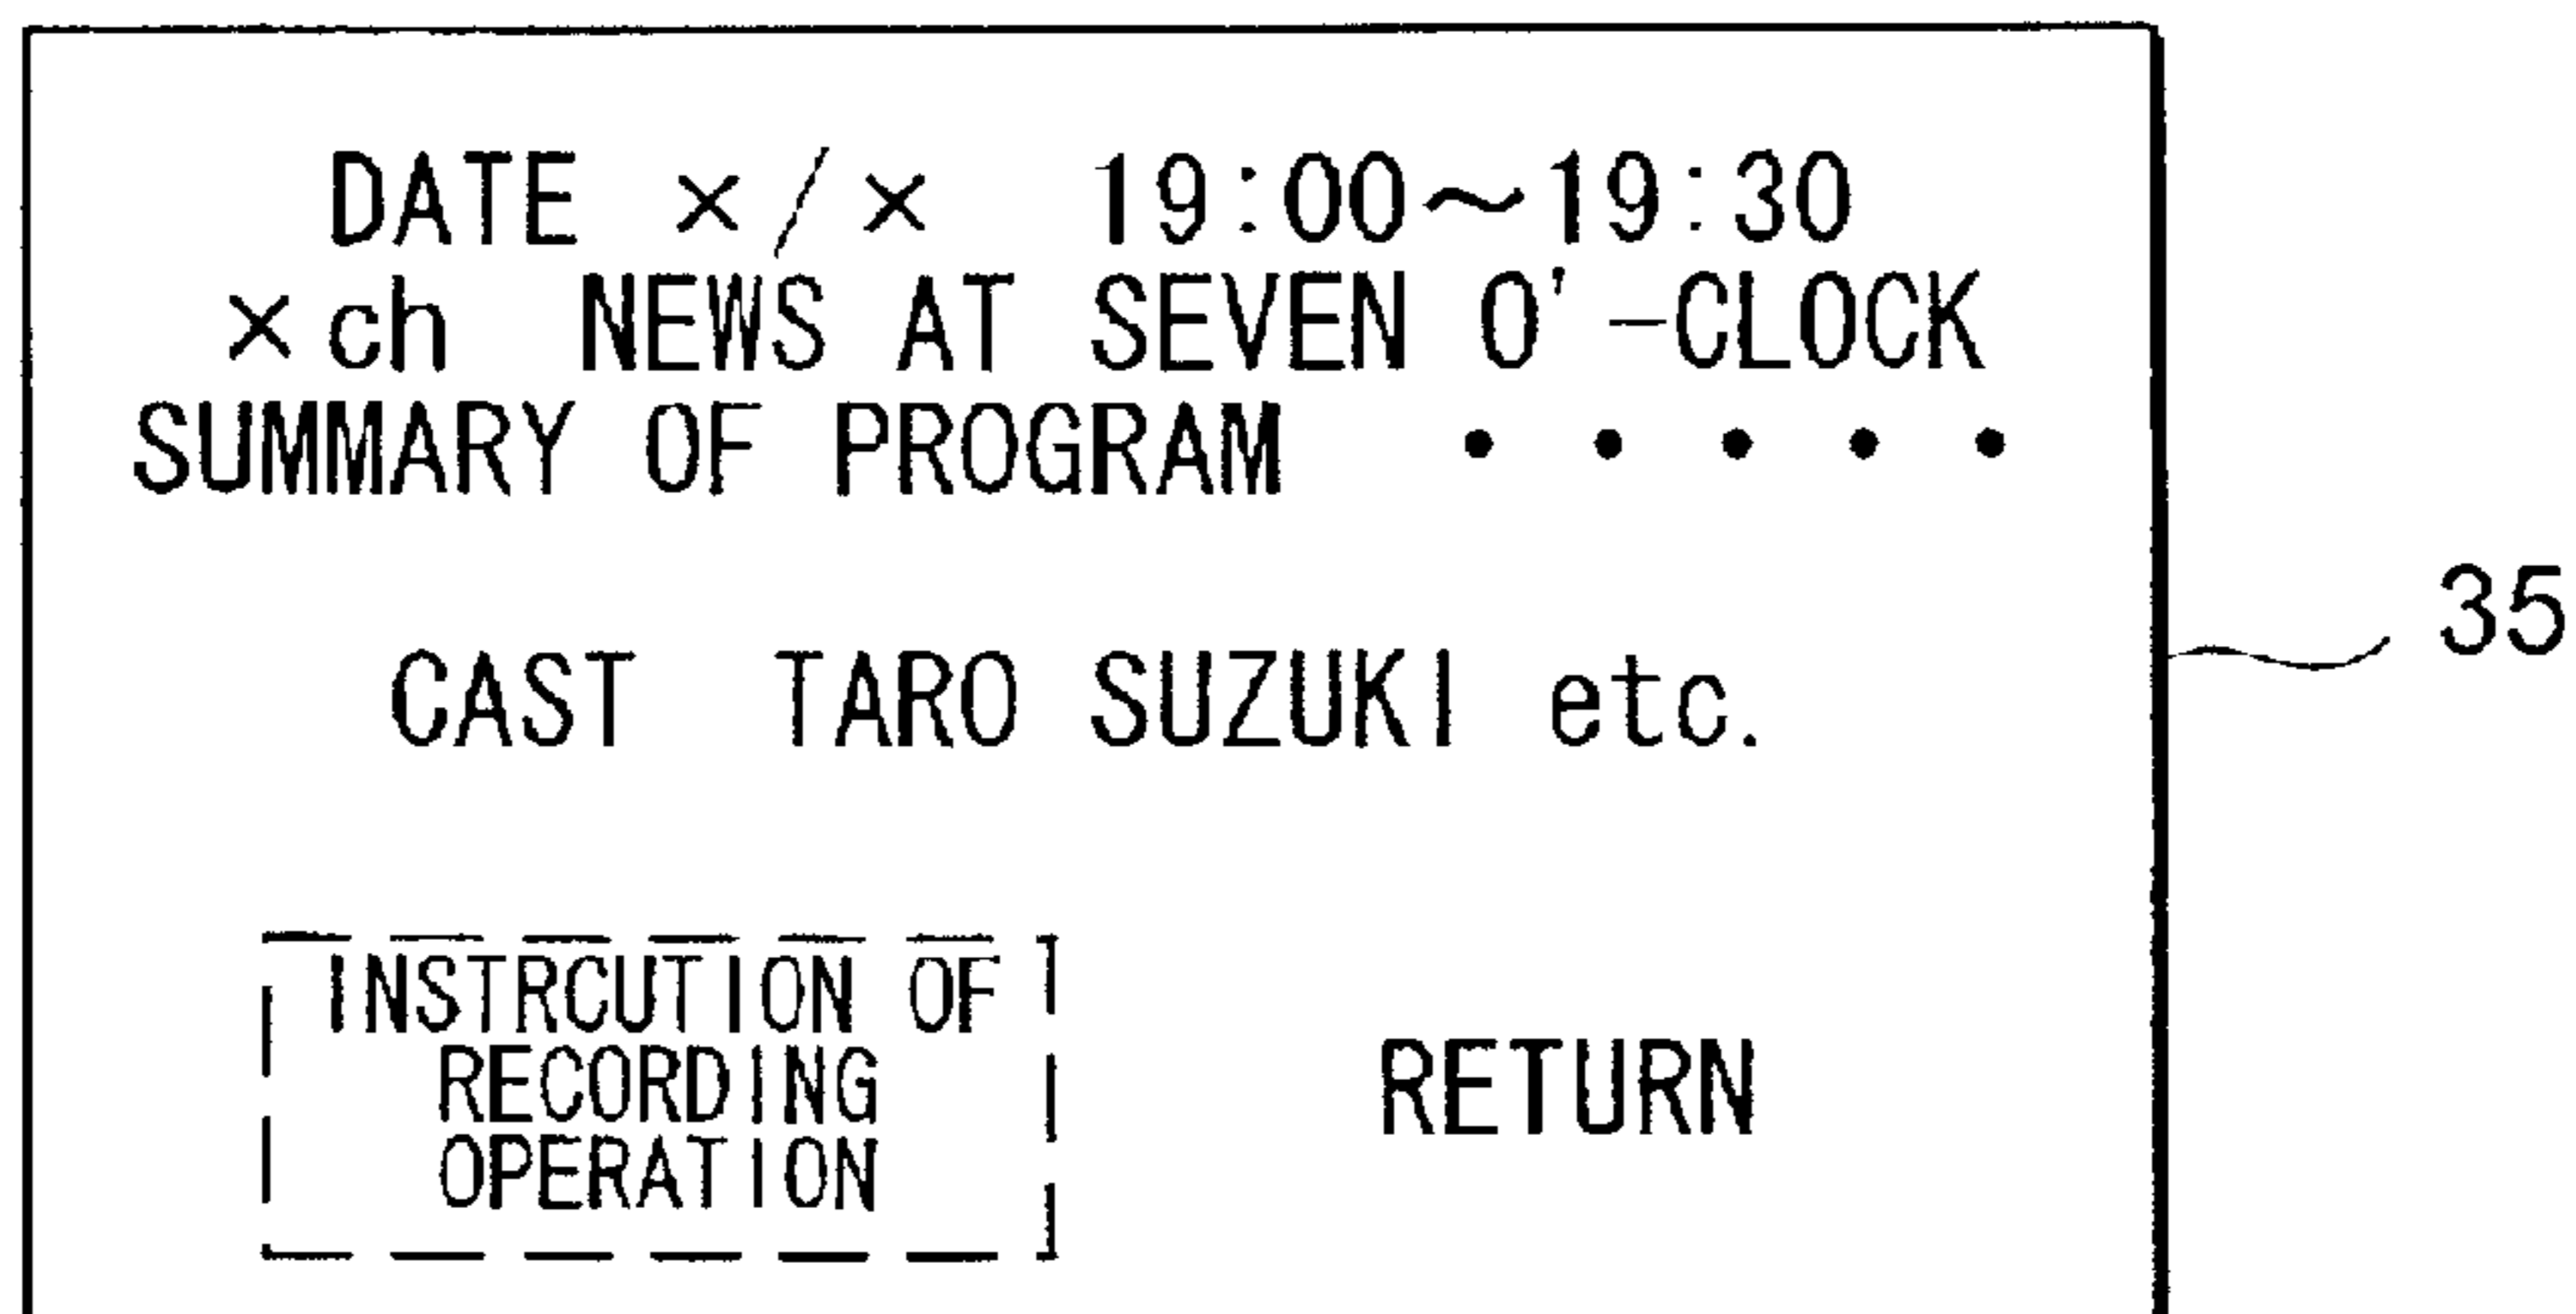 DATE ×/× 19:00～19:30
×ch NEWS AT SEVEN O'-CLOCK
SUMMARY OF PROGRAM • • • • •
35
CAST TARO SUZUKI etc.
INSTRCUTION OF
RECORDING
OPERATION
RETURN